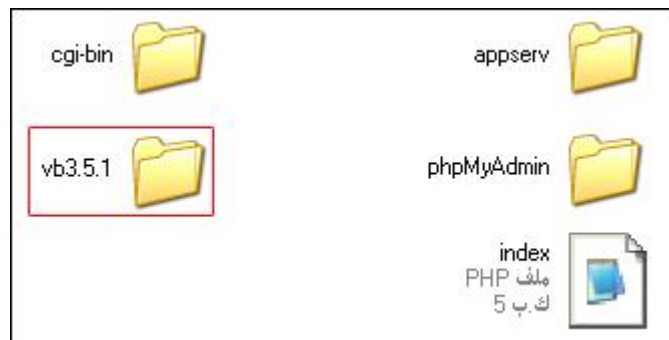 appserv
cgi-bin
phpMyAdmin
vb3.5.1
index
ملف PHP
5 ك.ب